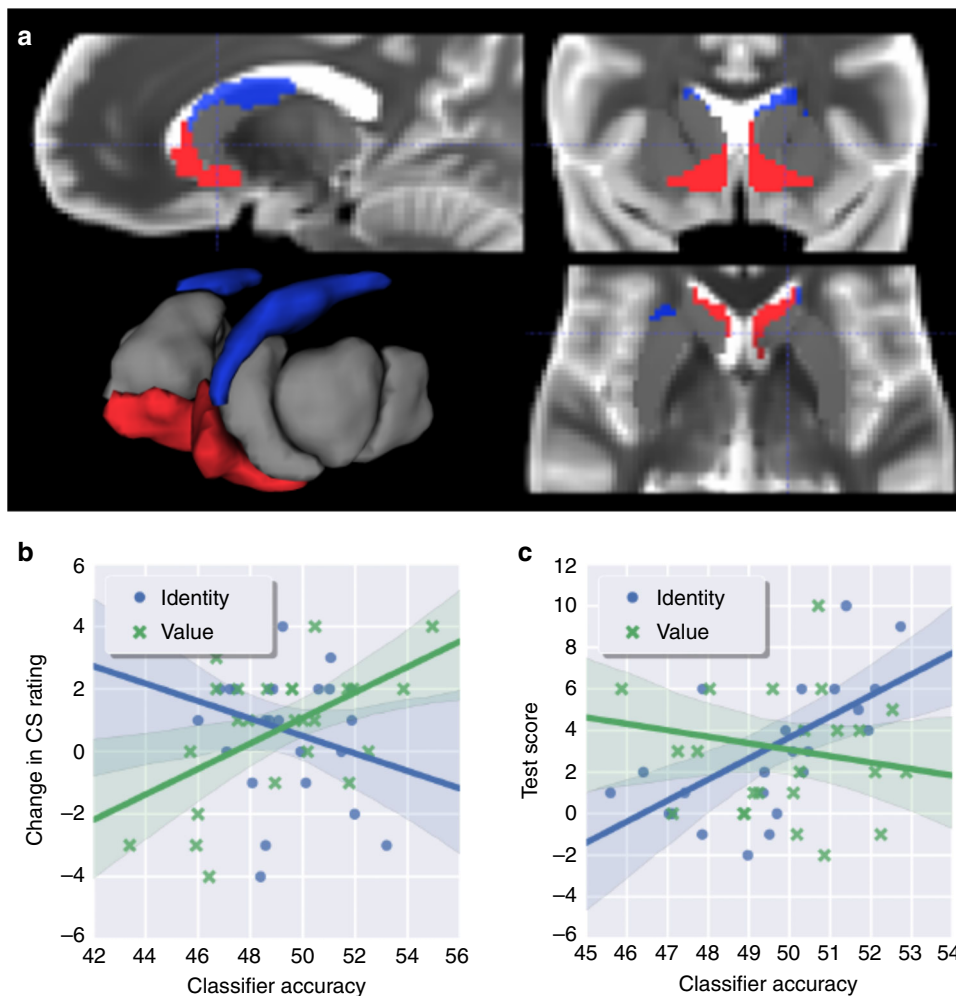 a
b
6
4
2
0
–2
–4
–6
Change in CS rating
Identity
Value
42 44 46 48 50 52 54 56
Classifier accuracy
c
12
10
8
6
4
2
0
–2
–4
–6
Test score
Identity
Value
45 46 47 48 49 50 51 52 53 54
Classifier accuracy